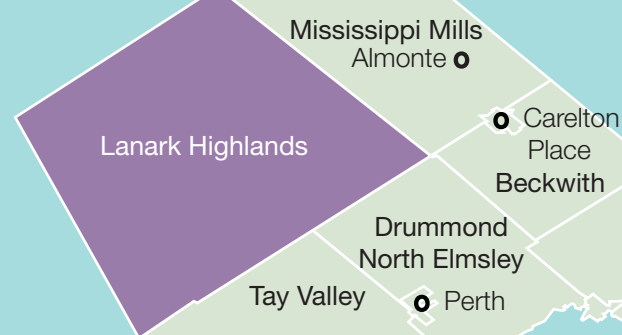 Mississippi Mills
Almonte
Carelton
Place
Lanark Highlands
Beckwith
Drummond
North Elmsley
Tay Valley
Perth